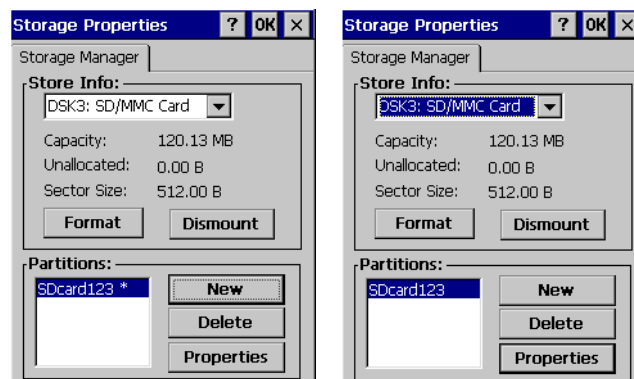 Storage Properties ? OK ×
Storage Manager
Store Info:
DSK3: SD/MMC Card
Capacity: 120.13 MB
Unallocated: 0.00 B
Sector Size: 512.00 B
Format Dismount
Partitions:
SDcard123 * New
Delete
Properties
Storage Properties ? OK ×
Storage Manager
Store Info:
DSK3: SD/MMC Card
Capacity: 120.13 MB
Unallocated: 0.00 B
Sector Size: 512.00 B
Format Dismount
Partitions:
SDcard123 New
Delete
Properties